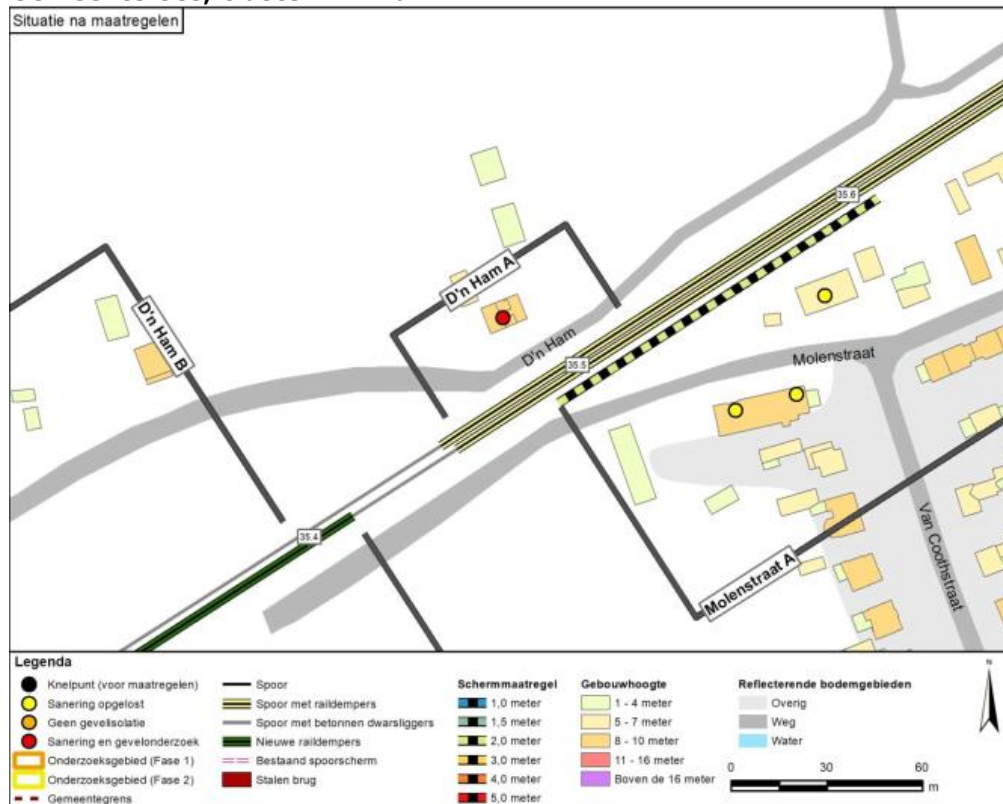 Situatie na maatregelen
35.6
D'n Ham A
D'n Ham B
D'n Ham
35.5
Molenstraat
35.4
Van Coothstraat
Molenstraat A
Legenda
Knelpunt (voor maatregelen)
Sanering opgelost
Geen gevelisolatie
Sanering en gevelonderzoek
Onderzoeksgebied (Fase 1)
Onderzoeksgebied (Fase 2)
Gemeentegrens
Spoor
Spoor met raildempers
Spoor met betonnen dwarsliggers
Nieuwe raildempers
Bestaand spoorscherm
Stalen brug
Schermmaatregel
1,0 meter
1,5 meter
2,0 meter
3,0 meter
4,0 meter
5,0 meter
Gebouwhoogte
1 - 4 meter
5 - 7 meter
8 - 10 meter
11 - 16 meter
Boven de 16 meter
Reflecterende bodemgebieden
Overig
Weg
Water
N
0 30 60
m